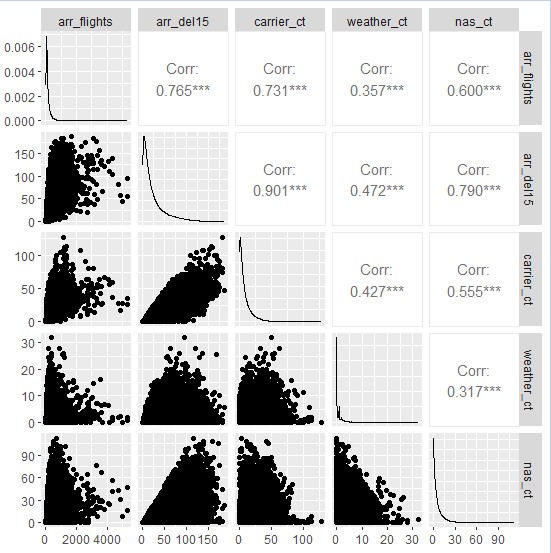 arr_flights arr_del15 carrier_ct weather_ct nas_ct
0.006
0.004
0.002
0.000
Corr:
0.765***
Corr:
0.731***
Corr:
0.357***
Corr:
0.600***
arr_flights
150
100
50
0
Corr:
0.901***
Corr:
0.472***
Corr:
0.790***
arr_del15
100
50
0
Corr:
0.427***
Corr:
0.555***
carrier_ct
30
20
10
0
Corr:
0.317***
weather_ct
90
60
30
0
nas_ct
0 2000 4000 0 50 100 150 0 50 100 0 10 20 30 0 30 60 90